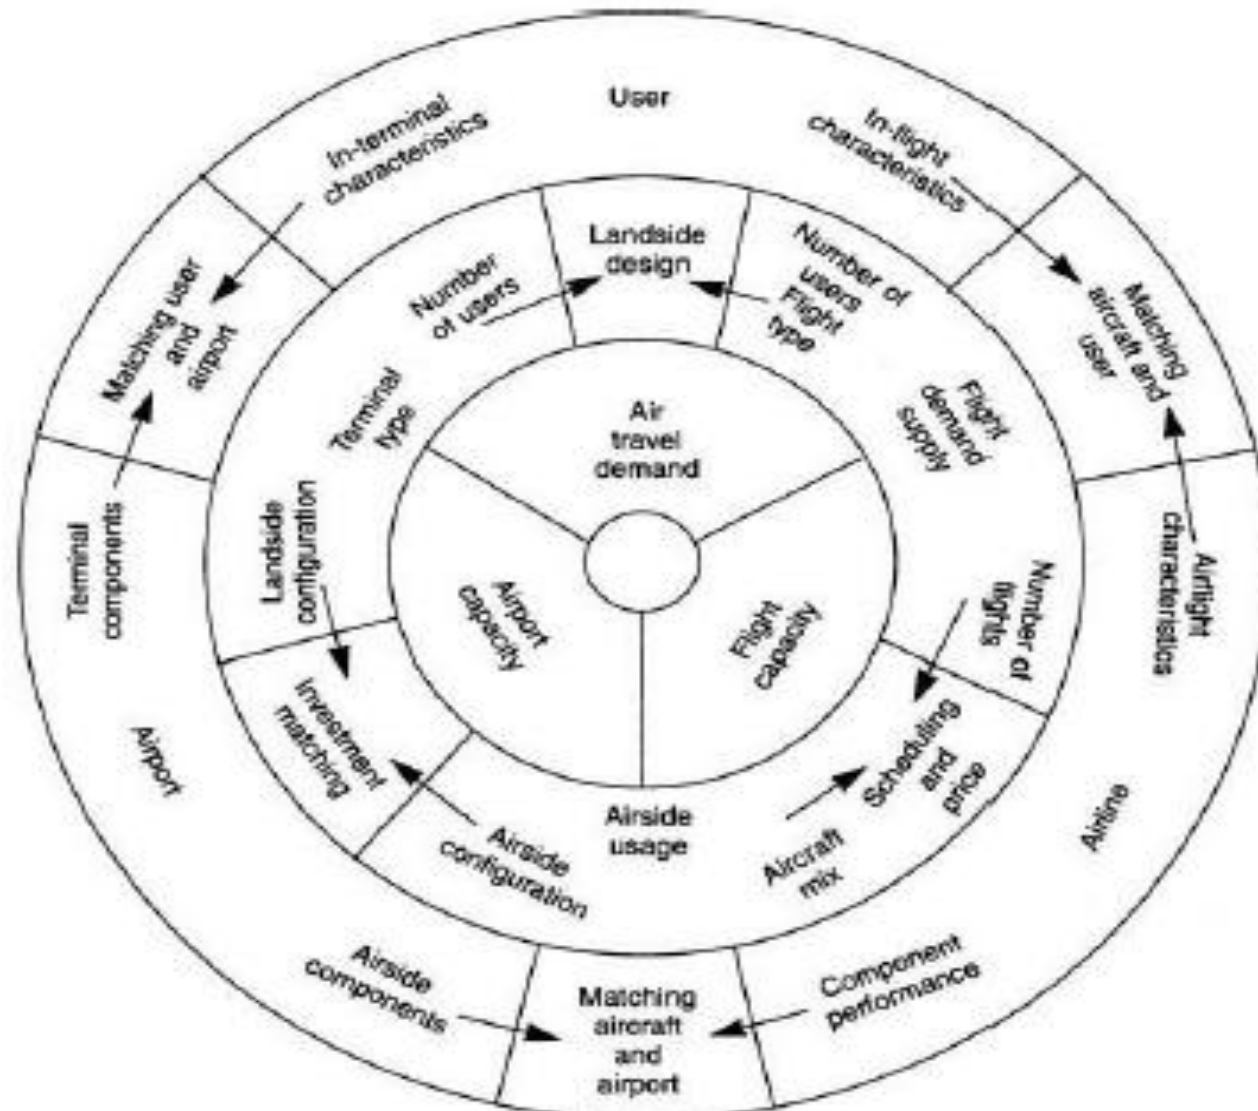 User
In-terminal
characteristics
In-flight
characteristics
Matching user
and
airport
Number
of users
Landside
design
Number of
users
Flight
type
Matching
aircraft and
user
Terminal
type
Air
travel
demand
Flight
demand
supply
Terminal
components
Landside
configuration
Airport
capacity
Flight
capacity
Number of
flights
Airflight
characteristics
Airport
Investment
matching
Airside
usage
Scheduling
and
price
Airline
Airside
configuration
Aircraft
mix
Airside
components
Matching
aircraft
and
airport
Component
performance